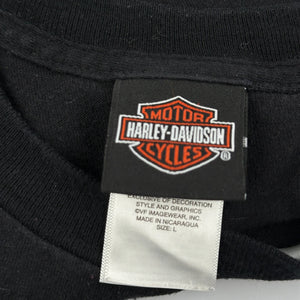 MOTOR
HARLEY-DAVIDSON
CYCLES
®
EXCLUSIVE OF DECORATION
STYLE AND GRAPHICS
©VF IMAGEWEAR, INC.
MADE IN NICARAGUA
SIZE: L